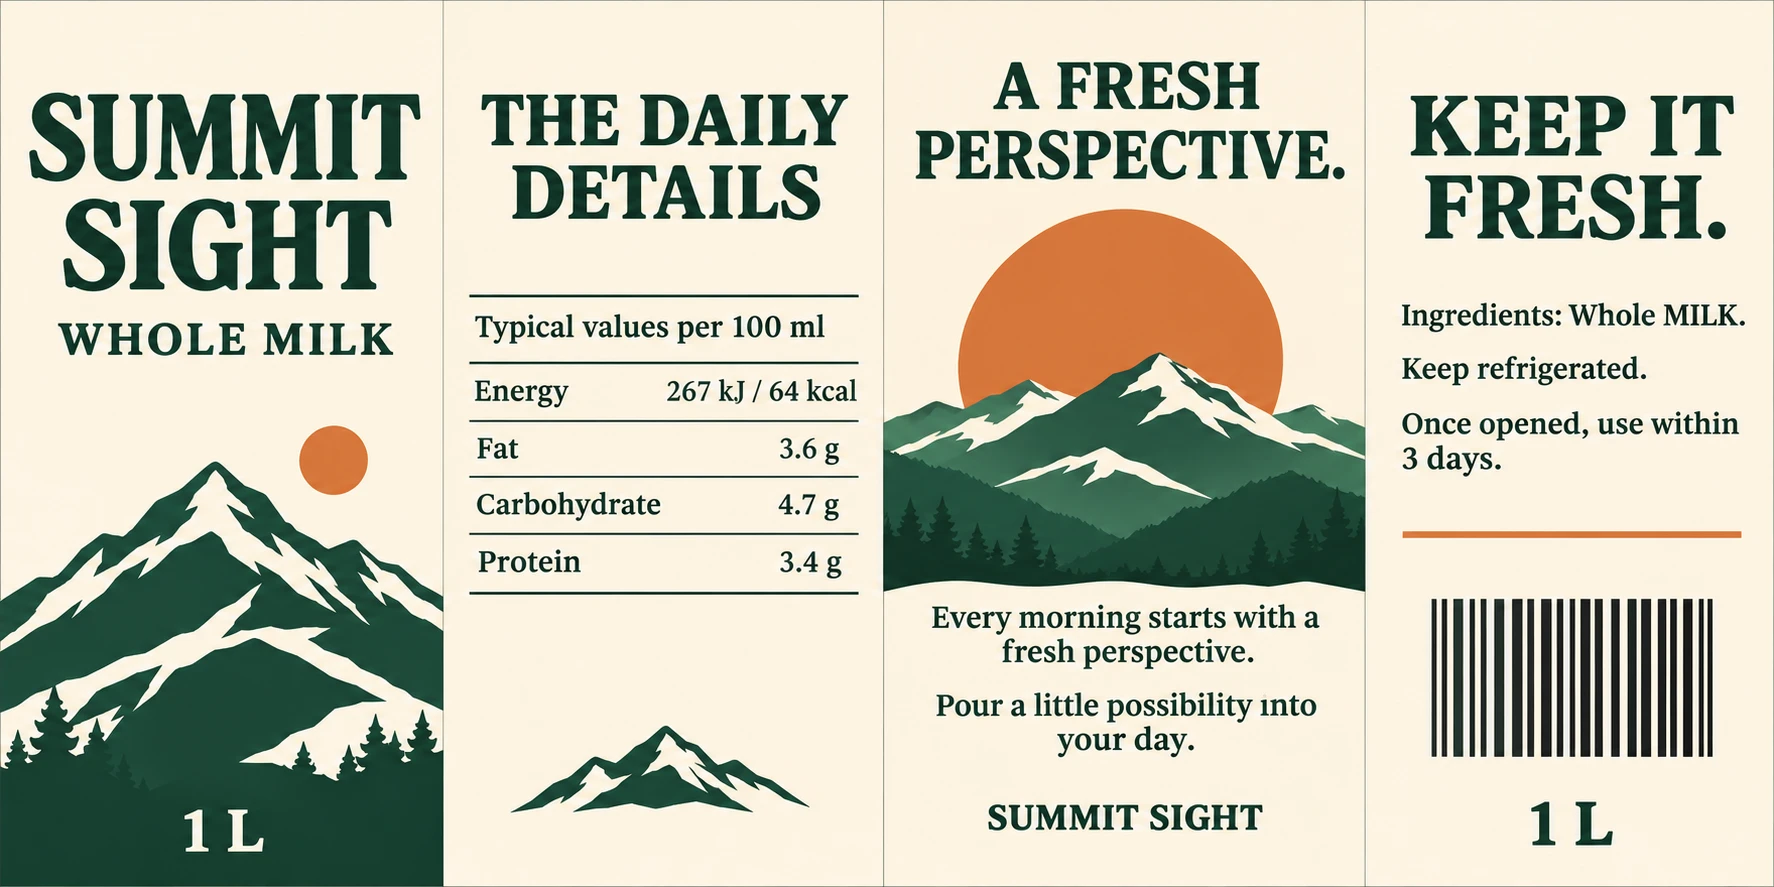 SUMMIT
SIGHT
WHOLE MILK
1 L
THE DAILY
DETAILS
Typical values per 100 ml
Energy 267 kJ / 64 kcal
Fat 3.6 g
Carbohydrate 4.7 g
Protein 3.4 g
A FRESH
PERSPECTIVE.
Every morning starts with a
fresh perspective.
Pour a little possibility ınto
your day.
SUMMIT SIGHT
KEEP IT
FRESH.
Ingredients: Whole MILK.
Keep refrigerated.
Once opened, use within
3 days.
1 L